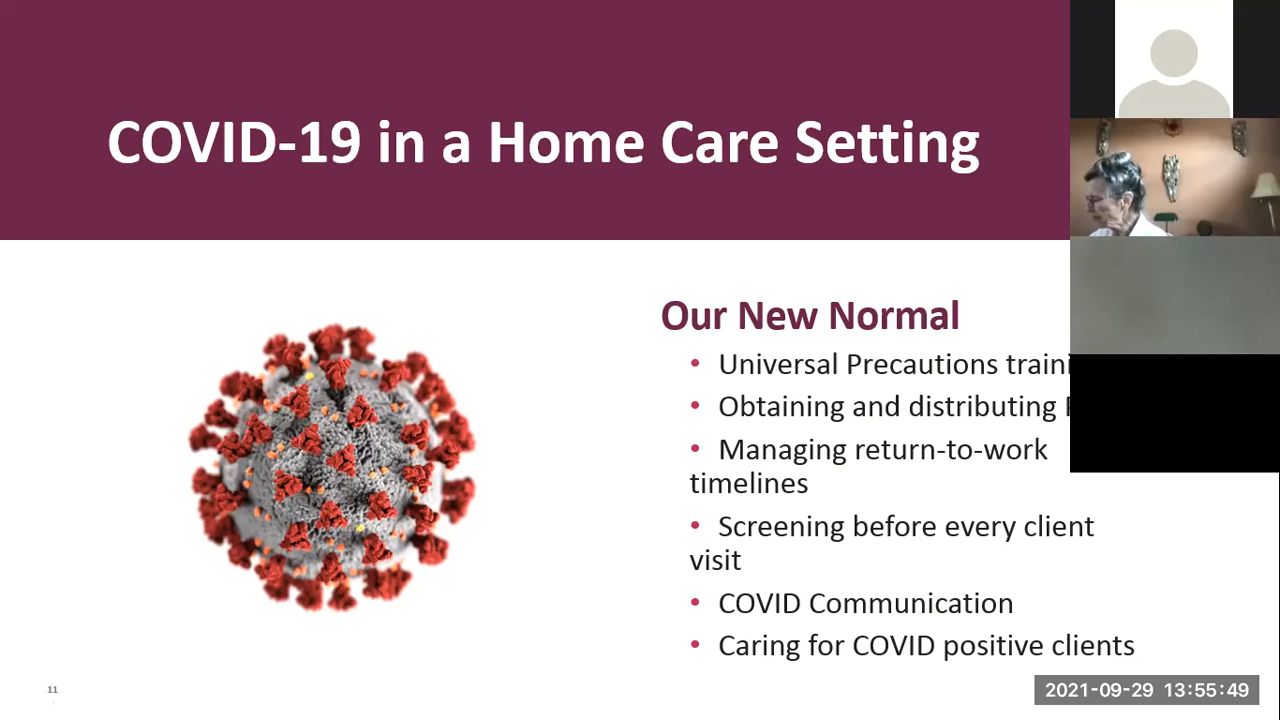 COVID-19 in a Home Care Setting
Our New Normal
• Universal Precautions
• Obtaining and distributing
• Managing return-to-work
timelines
• Screening before every client
visit
• COVID Communication
• Caring for COVID positive clients
11
2021-09-29 13:55:49